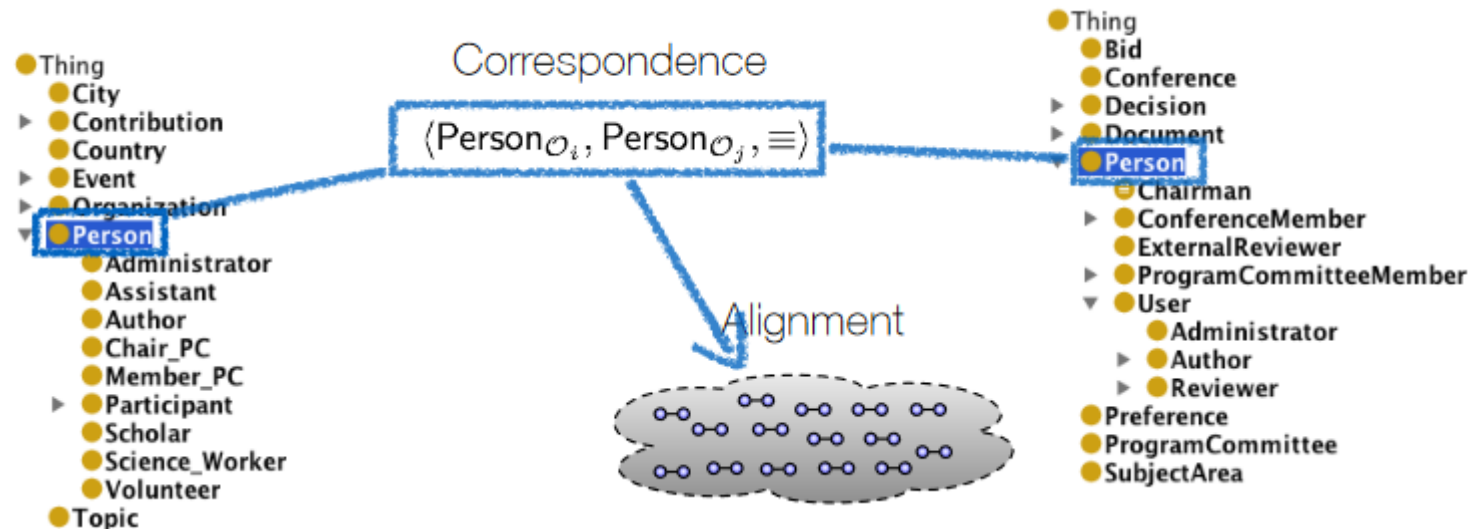 Thing
City
Contribution
Country
Event
Organization
Person
Administrator
Assistant
Author
Chair_PC
Member_PC
Participant
Scholar
Science_Worker
Volunteer
Topic
Correspondence
⟨Person𝒪ᵢ, Person𝒪ⱼ, ≡⟩
Alignment
Thing
Bid
Conference
Decision
Document
Person
Chairman
ConferenceMember
ExternalReviewer
ProgramCommitteeMember
User
Administrator
Author
Reviewer
Preference
ProgramCommittee
SubjectArea